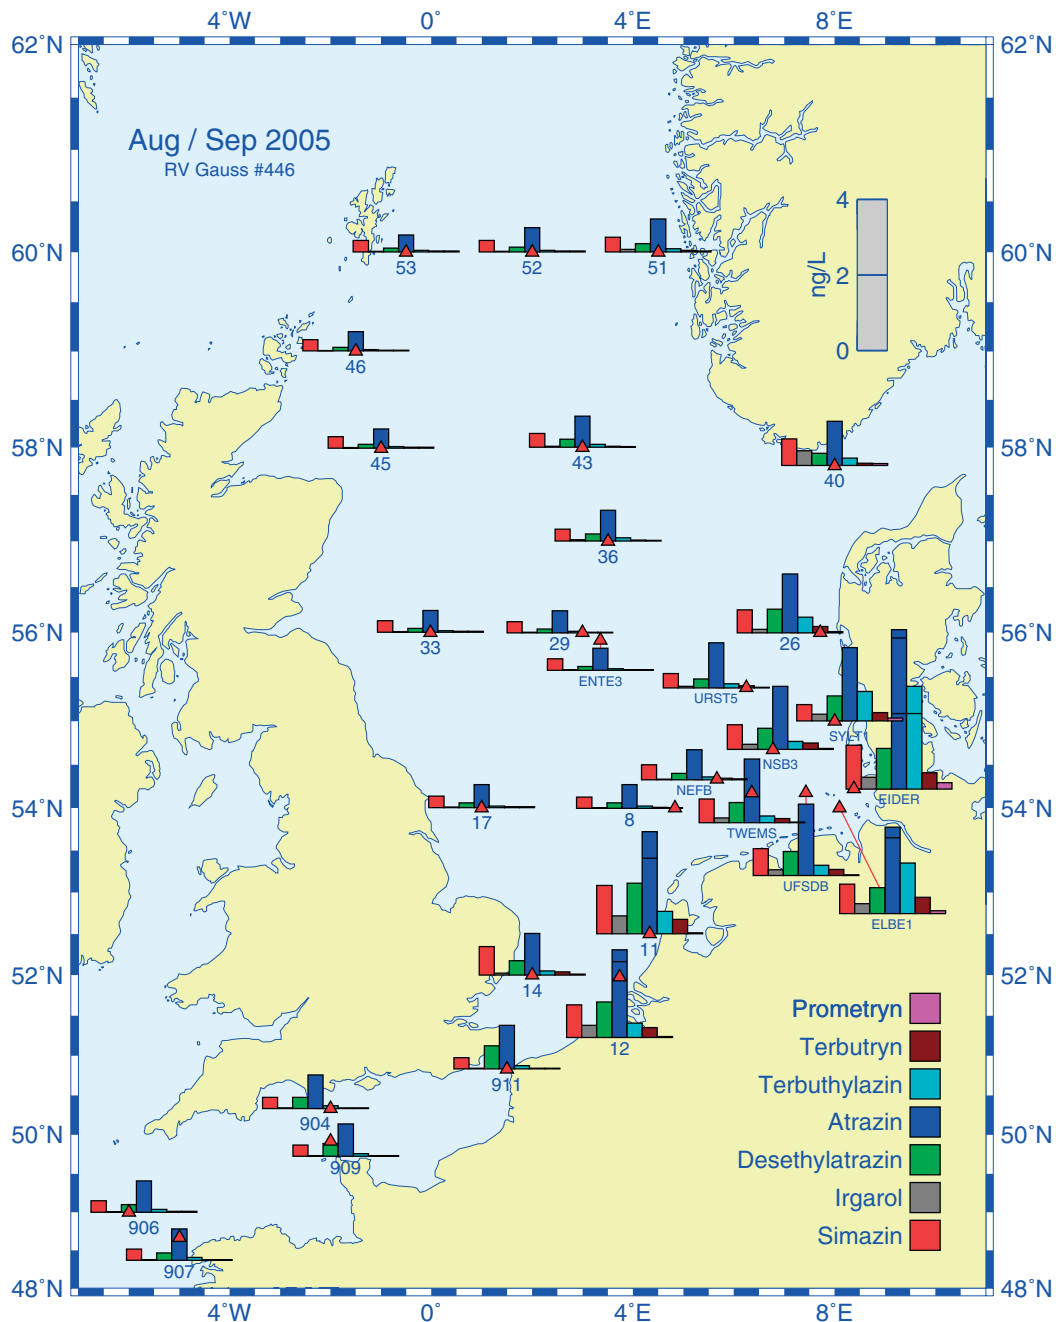 4˚W 0˚ 4˚E 8˚E
62˚N 62˚N
Aug / Sep 2005
RV Gauss #446
4
60˚N 60˚N
53 52 51
ng/L
2
0
46
58˚N 58˚N
45 43 40
36
56˚N 56˚N
33 29 26
ENTE3
URST5
SYLT1
NSB3
NEFB
EIDER
54˚N 54˚N
17 8
TWEMS
UFSDB
ELBE1
11
52˚N 52˚N
14
12
911
904
50˚N 50˚N
909
906
907
Prometryn
Terbutryn
Terbuthylazin
Atrazin
Desethylatrazin
Irgarol
Simazin
48˚N 48˚N
4˚W 0˚ 4˚E 8˚E